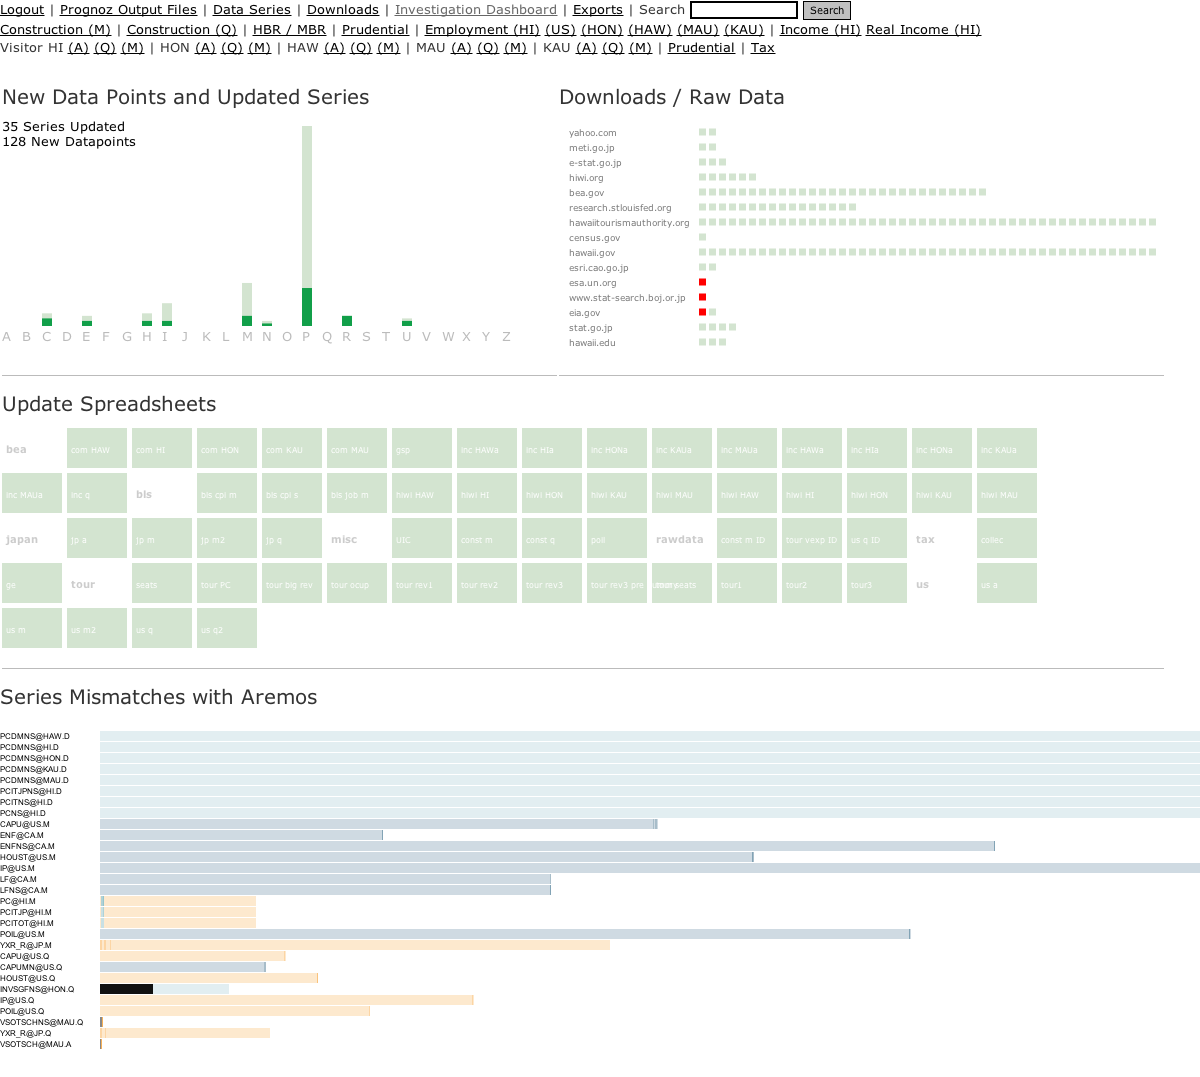 Logout | Prognoz Output Files | Data Series | Downloads | Investigation Dashboard | Exports | Search Search
Construction (M) | Construction (Q) | HBR / MBR | Prudential | Employment (HI) (US) (HON) (HAW) (MAU) (KAU) | Income (HI) Real Income (HI)
Visitor HI (A) (Q) (M) | HON (A) (Q) (M) | HAW (A) (Q) (M) | MAU (A) (Q) (M) | KAU (A) (Q) (M) | Prudential | Tax
New Data Points and Updated Series
35 Series Updated
128 New Datapoints
A B C D E F G H I J K L M N O P Q R S T U V W X Y Z
Downloads / Raw Data
yahoo.com
meti.go.jp
e-stat.go.jp
hiwi.org
bea.gov
research.stlouisfed.org
hawaiitourismauthority.org
census.gov
hawaii.gov
esri.cao.go.jp
esa.un.org
www.stat-search.boj.or.jp
eia.gov
stat.go.jp
hawaii.edu
Update Spreadsheets
bea com HAW com HI com HON com KAU com MAU gsp inc HAWa inc HIa inc HONa inc KAUa inc MAUa inc HAWa inc HIa inc HONa inc KAUa
inc MAUa inc q bls bls cpi m bls cpi s bls job m hiwi HAW hiwi HI hiwi HON hiwi KAU hiwi MAU hiwi HAW hiwi HI hiwi HON hiwi KAU hiwi MAU
japan jp a jp m jp m2 jp q misc UIC const m const q poli rawdata const m ID tour vexp ID us q ID tax collec
ge tour seats tour PC tour big rev tour ocup tour rev1 tour rev2 tour rev3 tour rev3 pre tour seats tour1 tour2 tour3 us us a
us m us m2 us q us q2
Series Mismatches with Aremos
PCDMNS@HAW.D
PCDMNS@HI.D
PCDMNS@HON.D
PCDMNS@KAU.D
PCDMNS@MAU.D
PCITJPNS@HI.D
PCITNS@HI.D
PCNS@HI.D
CAPU@US.M
ENF@CA.M
ENFNS@CA.M
HOUST@US.M
IP@US.M
LF@CA.M
LFNS@CA.M
PC@HI.M
PCITJP@HI.M
PCITOT@HI.M
POIL@US.M
YXR_R@JP.M
CAPU@US.Q
CAPUMN@US.Q
HOUST@US.Q
INVSGFNS@HON.Q
IP@US.Q
POIL@US.Q
VSOTSCHNS@MAU.Q
YXR_R@JP.Q
VSOTSCH@MAU.A